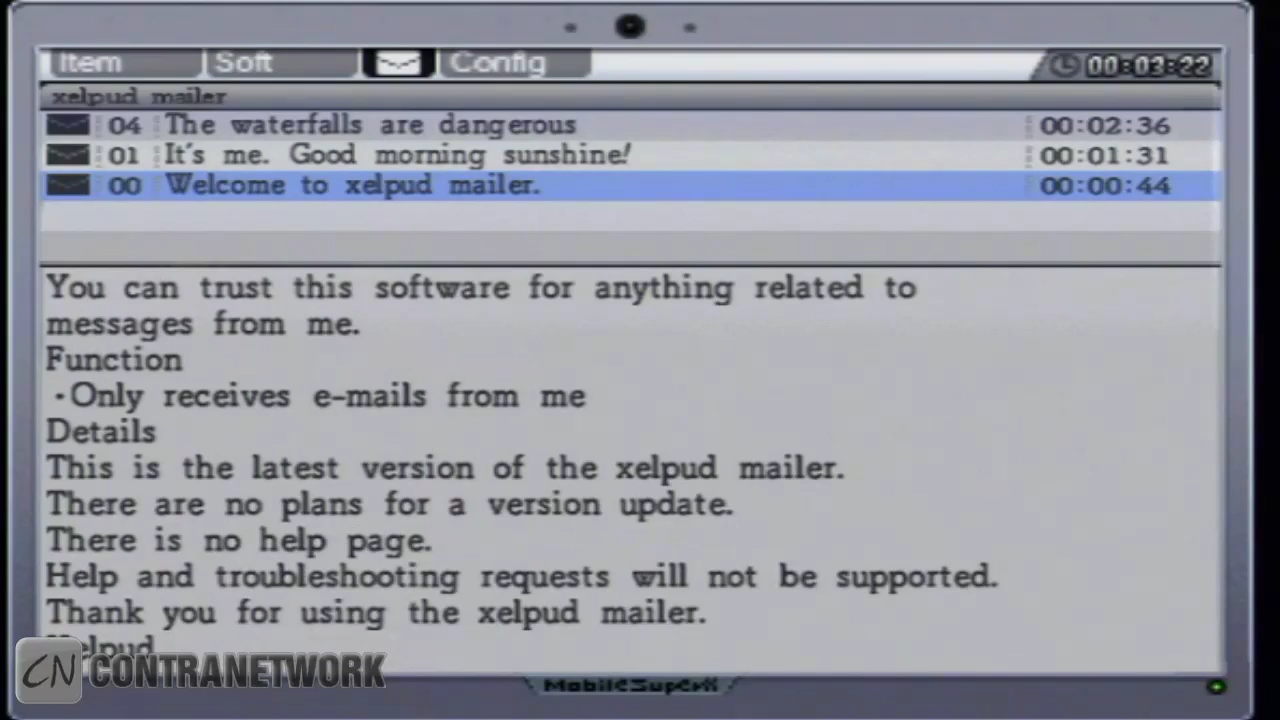 Item Soft Config 00:03:22
xelpud mailer
04 The waterfalls are dangerous 00:02:36
01 It's me. Good morning sunshine! 00:01:31
00 Welcome to xelpud mailer. 00:00:44
You can trust this software for anything related to
messages from me.
Function
・Only receives e-mails from me
Details
This is the latest version of the xelpud mailer.
There are no plans for a version update.
There is no help page.
Help and troubleshooting requests will not be supported.
Thank you for using the xelpud mailer.
Xelpud
CN CONTRANETWORK
MobileSuperX